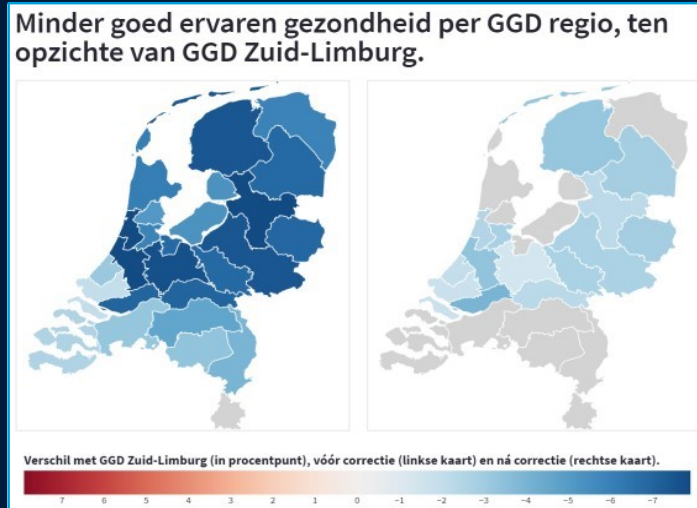 Minder goed ervaren gezondheid per GGD regio, ten
opzichte van GGD Zuid-Limburg.
Verschil met GGD Zuid-Limburg (in procentpunt), vóór correctie (linkse kaart) en ná correctie (rechtse kaart).
7 6 5 4 3 2 1 0 −1 −2 −3 −4 −5 −6 −7